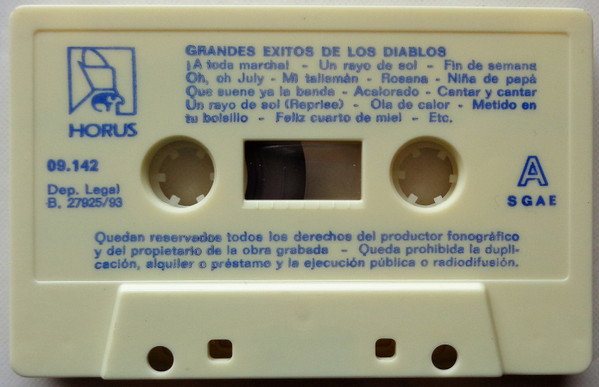 GRANDES EXITOS DE LOS DIABLOS
¡A toda marcha! - Un rayo de sol - Fin de semana
Oh, oh July - Mi talismán - Rosana - Niña de papá
Que suene ya la banda - Acalorado - Cantar y cantar
Un rayo de sol (Reprise) - Ola de calor - Metido en
tu bolsillo - Feliz cuarto de miel - Etc.
HORUS
09.142
Dep. Legal
B. 27925/93
A
SGAE
Quedan reservados todos los derechos del productor fonográfico
y del propietario de la obra grabada - Queda prohibida la dupli-
cación, alquiler o préstamo y la ejecución pública o radiodifusión.